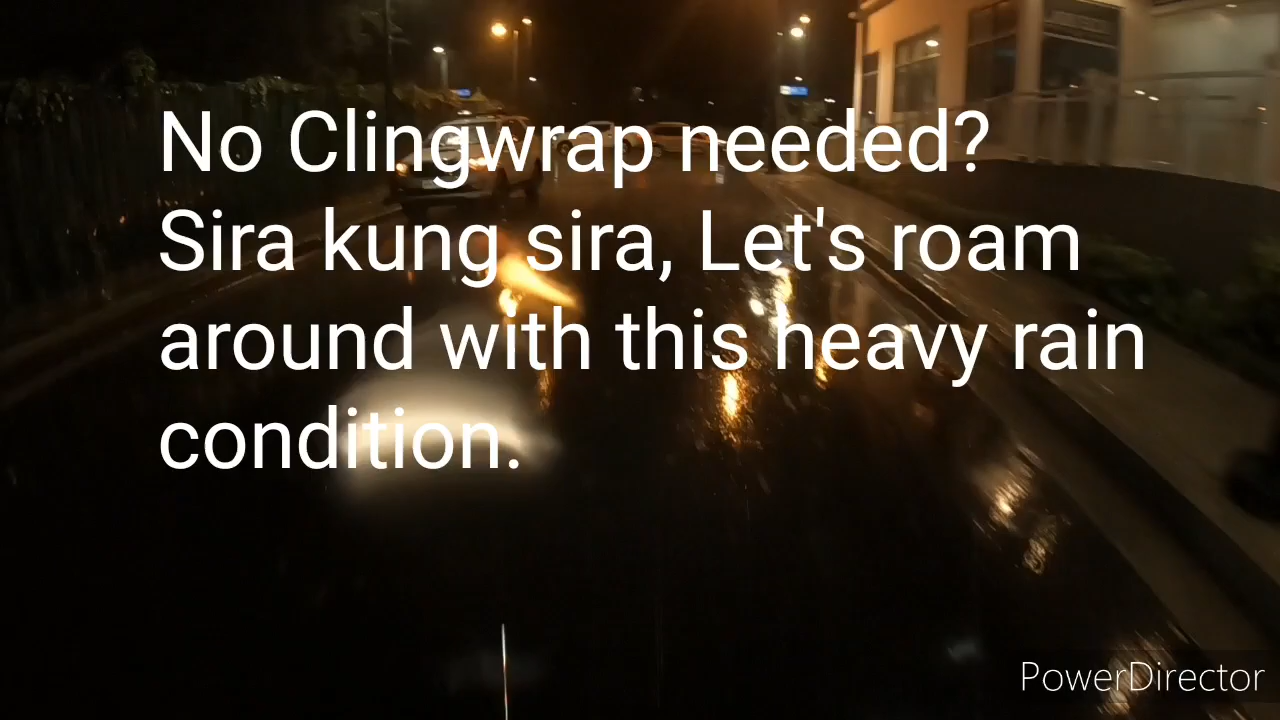 No Clingwrap needed?
Sira kung sira, Let's roam
around with this heavy rain
condition.
PowerDirector